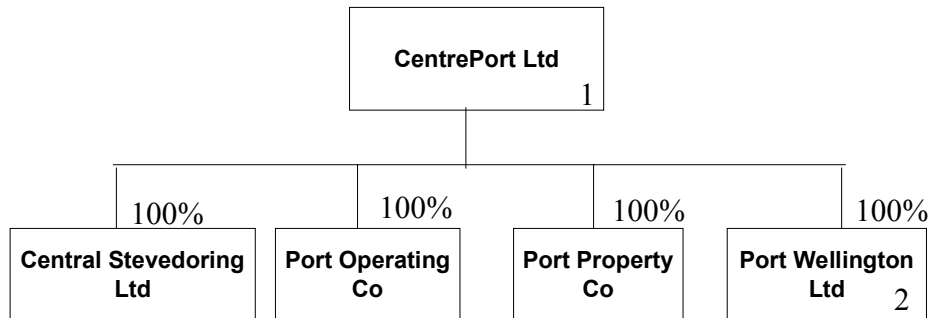 CentrePort Ltd
1
100%
100%
100%
100%
Central Stevedoring
Ltd
Port Operating
Co
Port Property
Co
Port Wellington
Ltd
2